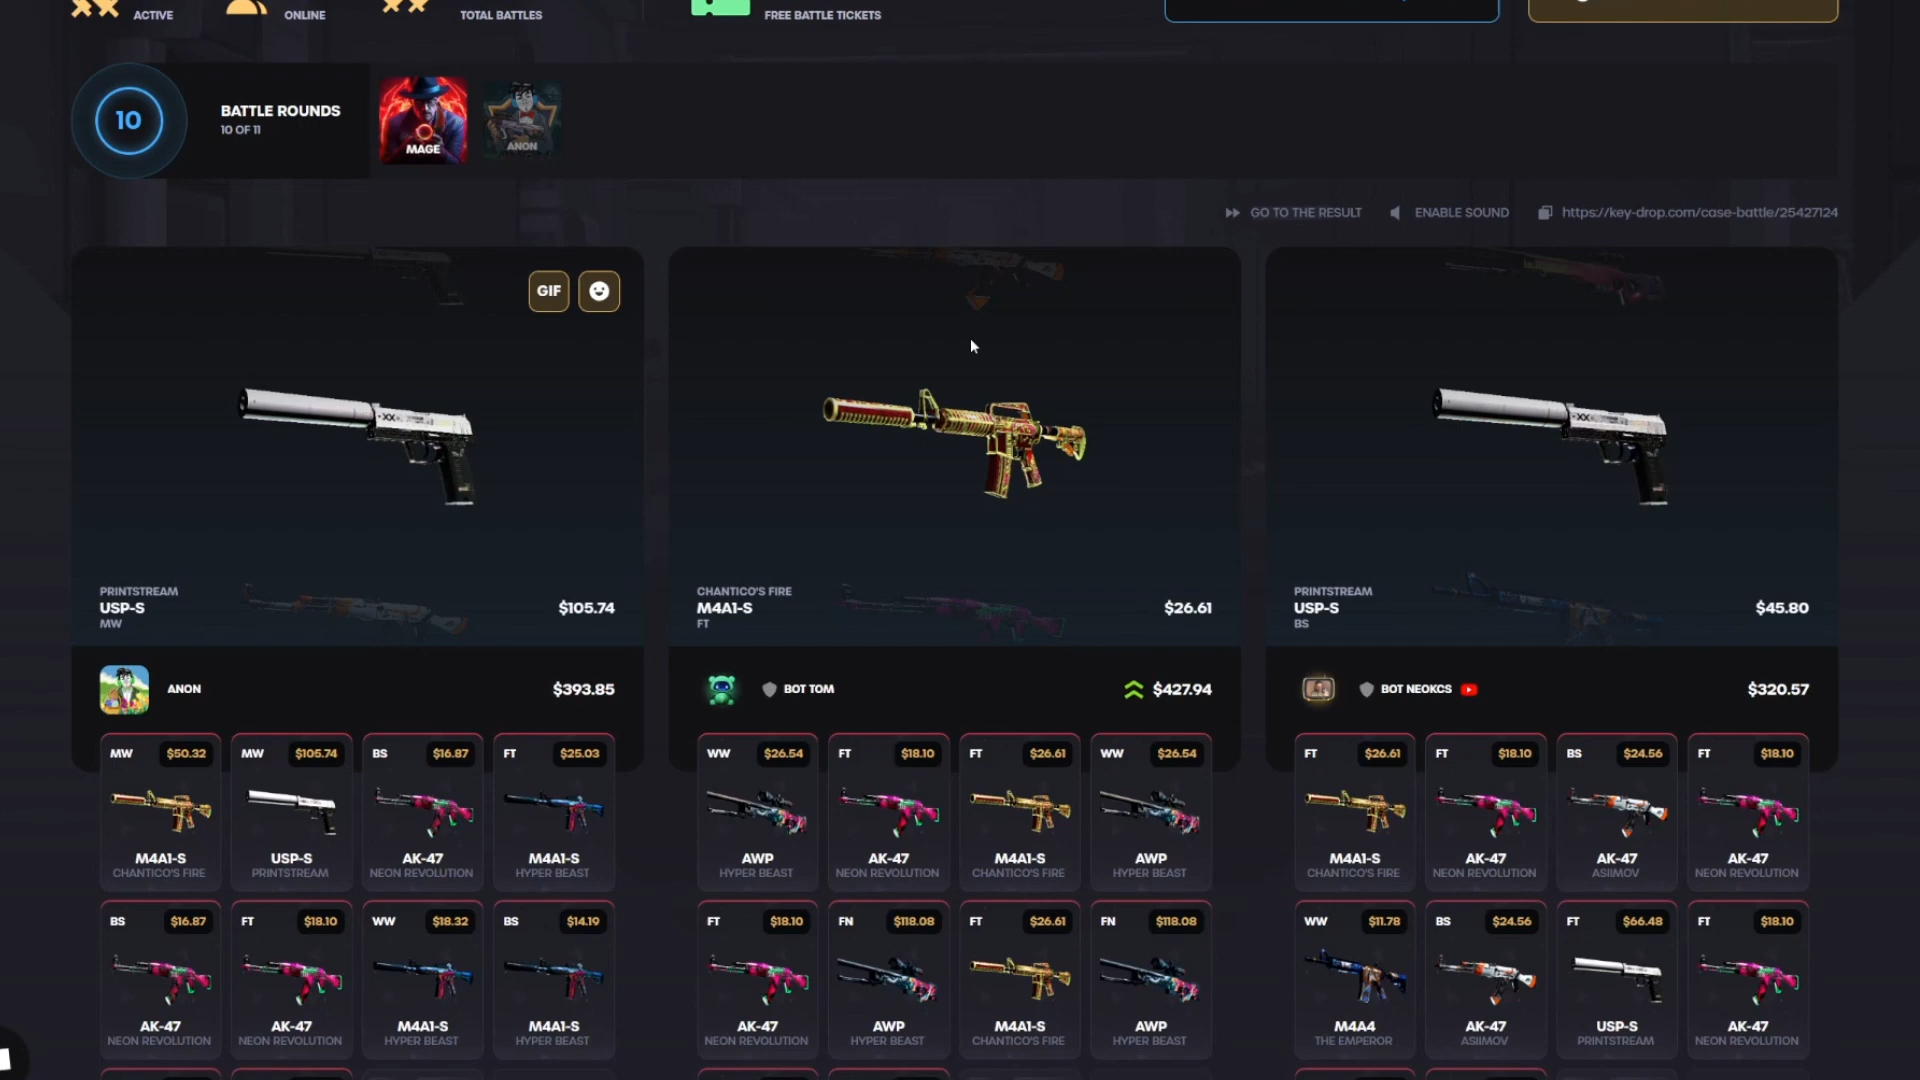 ACTIVE
ONLINE
TOTAL BATTLES
FREE BATTLE TICKETS
10
BATTLE ROUNDS
10 OF 11
MAGE
ANON
GO TO THE RESULT
ENABLE SOUND
https://key-drop.com/case-battle/25427124
GIF
PRINTSTREAM
USP-S
MW
$105.74
CHANTICO'S FIRE
M4A1-S
FT
$26.61
PRINTSTREAM
USP-S
BS
$45.80
ANON
$393.85
BOT TOM
$427.94
BOT NEOKCS
$320.57
MW $50.32
M4A1-S
CHANTICO'S FIRE
MW $105.74
USP-S
PRINTSTREAM
BS $16.87
AK-47
NEON REVOLUTION
FT $25.03
M4A1-S
HYPER BEAST
WW $26.54
AWP
HYPER BEAST
FT $18.10
AK-47
NEON REVOLUTION
FT $26.61
M4A1-S
CHANTICO'S FIRE
WW $26.54
AWP
HYPER BEAST
FT $26.61
M4A1-S
CHANTICO'S FIRE
FT $18.10
AK-47
NEON REVOLUTION
BS $24.56
AK-47
ASIIMOV
FT $18.10
AK-47
NEON REVOLUTION
BS $16.87
AK-47
NEON REVOLUTION
FT $18.10
AK-47
NEON REVOLUTION
WW $18.32
M4A1-S
HYPER BEAST
BS $14.19
M4A1-S
HYPER BEAST
FT $18.10
AK-47
NEON REVOLUTION
FN $118.08
AWP
HYPER BEAST
FT $26.61
M4A1-S
CHANTICO'S FIRE
FN $118.08
AWP
HYPER BEAST
WW $11.78
M4A4
THE EMPEROR
BS $24.56
AK-47
ASIIMOV
FT $66.48
USP-S
PRINTSTREAM
FT $18.10
AK-47
NEON REVOLUTION